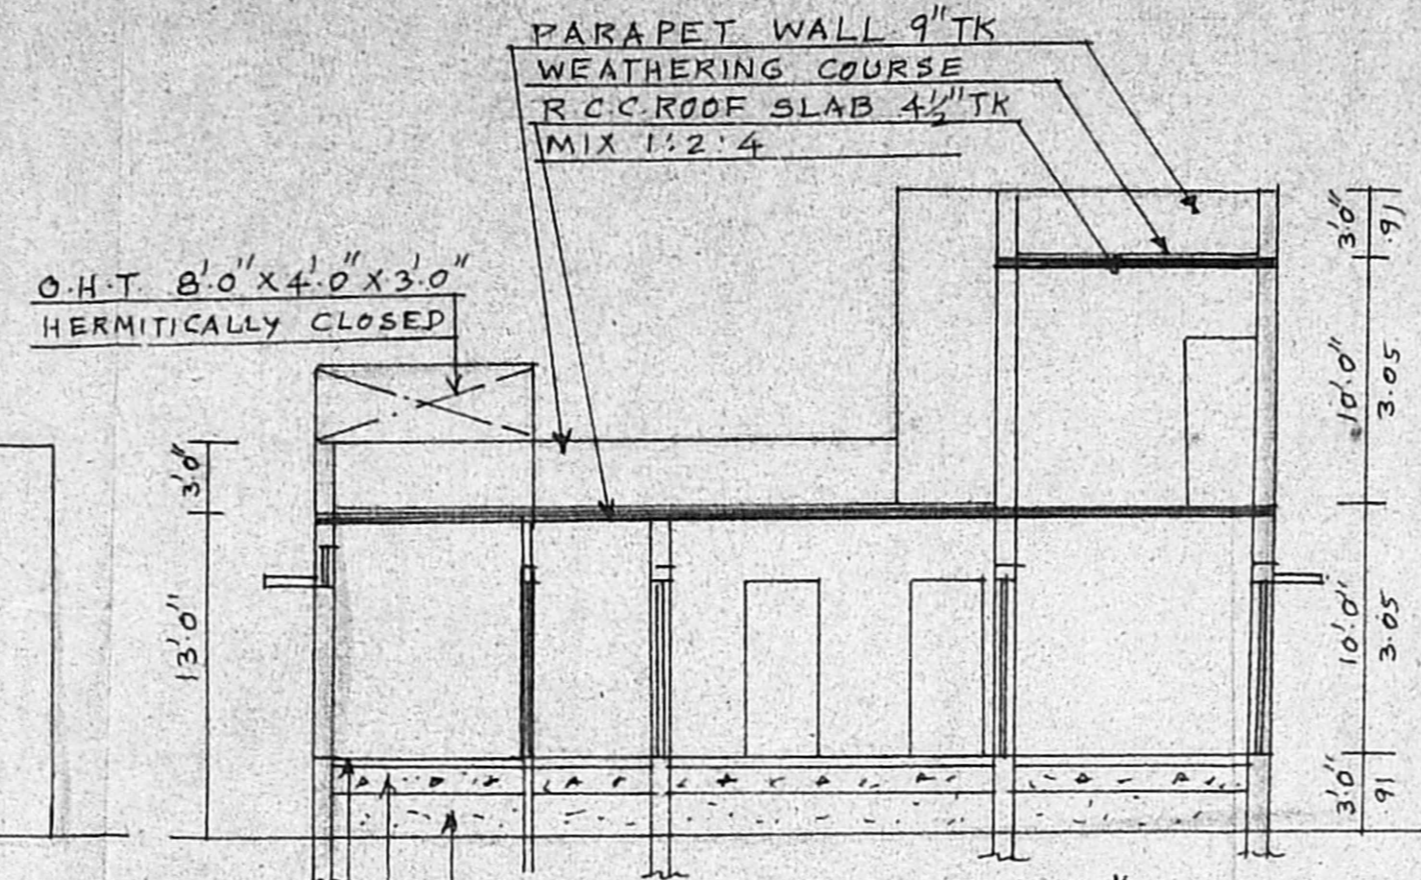 PARAPET WALL 9" TK
WEATHERING COURSE
R.C.C. ROOF SLAB 4½" TK
MIX 1:2:4
O.H.T. 8'.0" X 4'.0" X 3'.0"
HERMITICALLY CLOSED
3'.0"
13'.0"
3'.0"
.91
10'.0"
3.05
10'.0"
3.05
3'.0"
.91